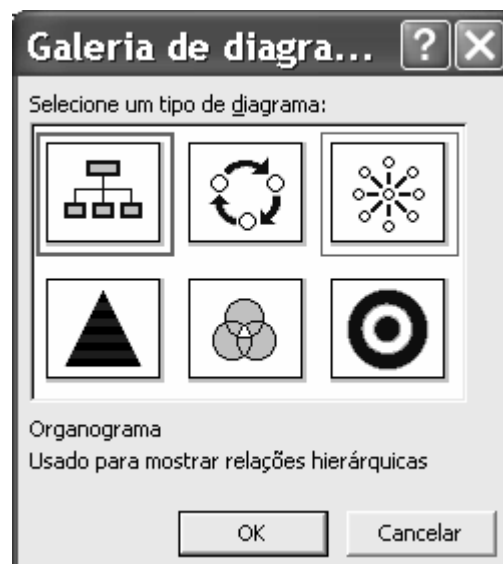 Galeria de diagra... ?
Selecione um tipo de diagrama:
Organograma
Usado para mostrar relações hierárquicas
OK Cancelar